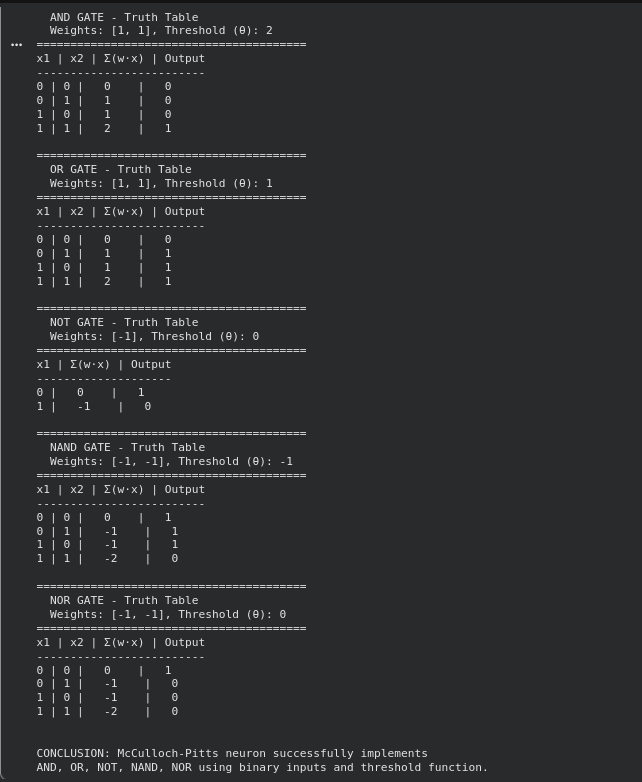 AND GATE - Truth Table
Weights: [1, 1], Threshold (θ): 2
========================================
x1 | x2 | Σ(w·x) | Output
-------------------------
0 | 0 |   0    |   0
0 | 1 |   1    |   0
1 | 0 |   1    |   0
1 | 1 |   2    |   1
========================================
OR GATE - Truth Table
Weights: [1, 1], Threshold (θ): 1
========================================
x1 | x2 | Σ(w·x) | Output
-------------------------
0 | 0 |   0    |   0
0 | 1 |   1    |   1
1 | 0 |   1    |   1
1 | 1 |   2    |   1
========================================
NOT GATE - Truth Table
Weights: [-1], Threshold (θ): 0
========================================
x1 | Σ(w·x) | Output
--------------------
0 |   0    |   1
1 |   -1    |   0
========================================
NAND GATE - Truth Table
Weights: [-1, -1], Threshold (θ): -1
========================================
x1 | x2 | Σ(w·x) | Output
-------------------------
0 | 0 |   0    |   1
0 | 1 |   -1    |   1
1 | 0 |   -1    |   1
1 | 1 |   -2    |   0
========================================
NOR GATE - Truth Table
Weights: [-1, -1], Threshold (θ): 0
========================================
x1 | x2 | Σ(w·x) | Output
-------------------------
0 | 0 |   0    |   1
0 | 1 |   -1    |   0
1 | 0 |   -1    |   0
1 | 1 |   -2    |   0
CONCLUSION: McCulloch-Pitts neuron successfully implements
AND, OR, NOT, NAND, NOR using binary inputs and threshold function.